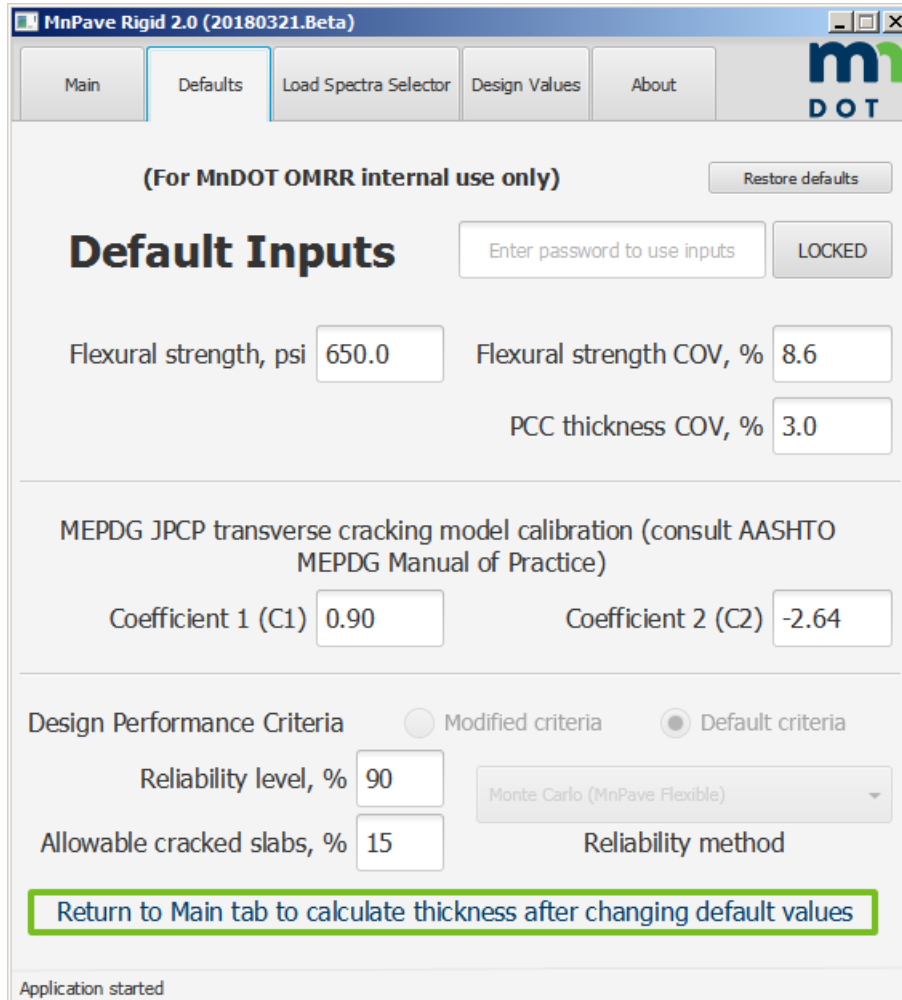 MnPave Rigid 2.0 (20180321.Beta)
Main Defaults Load Spectra Selector Design Values About
mn
DOT
(For MnDOT OMRR internal use only) Restore defaults
Default Inputs Enter password to use inputs LOCKED
Flexural strength, psi 650.0 Flexural strength COV, % 8.6
PCC thickness COV, % 3.0
MEPDG JPCP transverse cracking model calibration (consult AASHTO
MEPDG Manual of Practice)
Coefficient 1 (C1) 0.90 Coefficient 2 (C2) -2.64
Design Performance Criteria Modified criteria Default criteria
Reliability level, % 90 Monte Carlo (MnPave Flexible)
Allowable cracked slabs, % 15 Reliability method
Return to Main tab to calculate thickness after changing default values
Application started